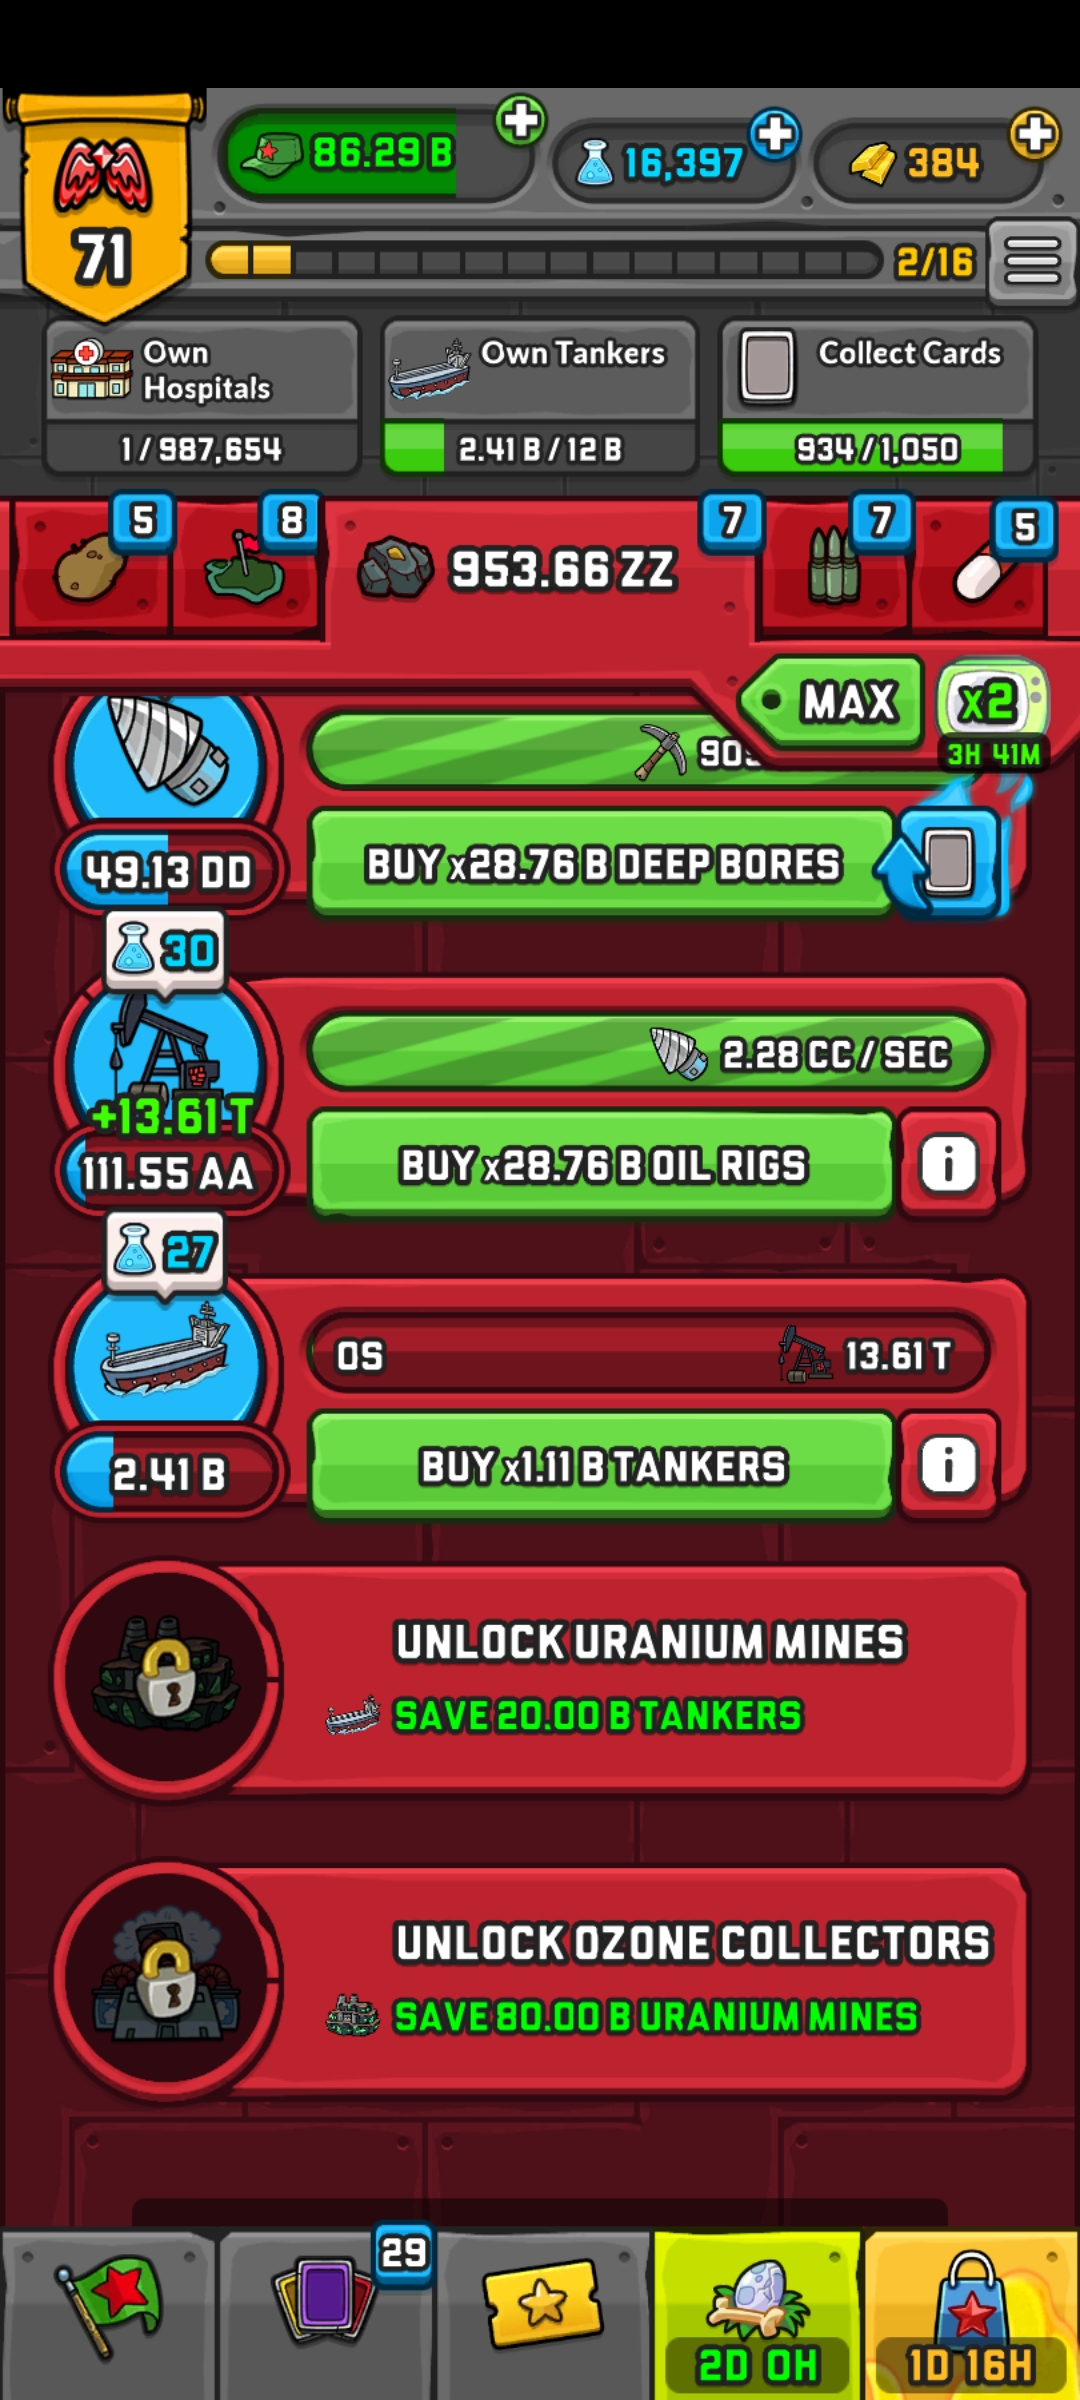 86.29 B
16,397
384
71
2/16
Own
Hospitals
1 / 987,654
Own Tankers
2.41 B / 12 B
Collect Cards
934 / 1,050
5
8
953.66 ZZ
7
7
5
MAX
x2
3H 41M
49.13 DD
BUY x28.76 B DEEP BORES
30
2.28 CC / SEC
+13.61 T
111.55 AA
BUY x28.76 B OIL RIGS
27
0S
13.61 T
2.41 B
BUY x1.11 B TANKERS
UNLOCK URANIUM MINES
SAVE 20.00 B TANKERS
UNLOCK OZONE COLLECTORS
SAVE 80.00 B URANIUM MINES
29
2D 0H
1D 16H